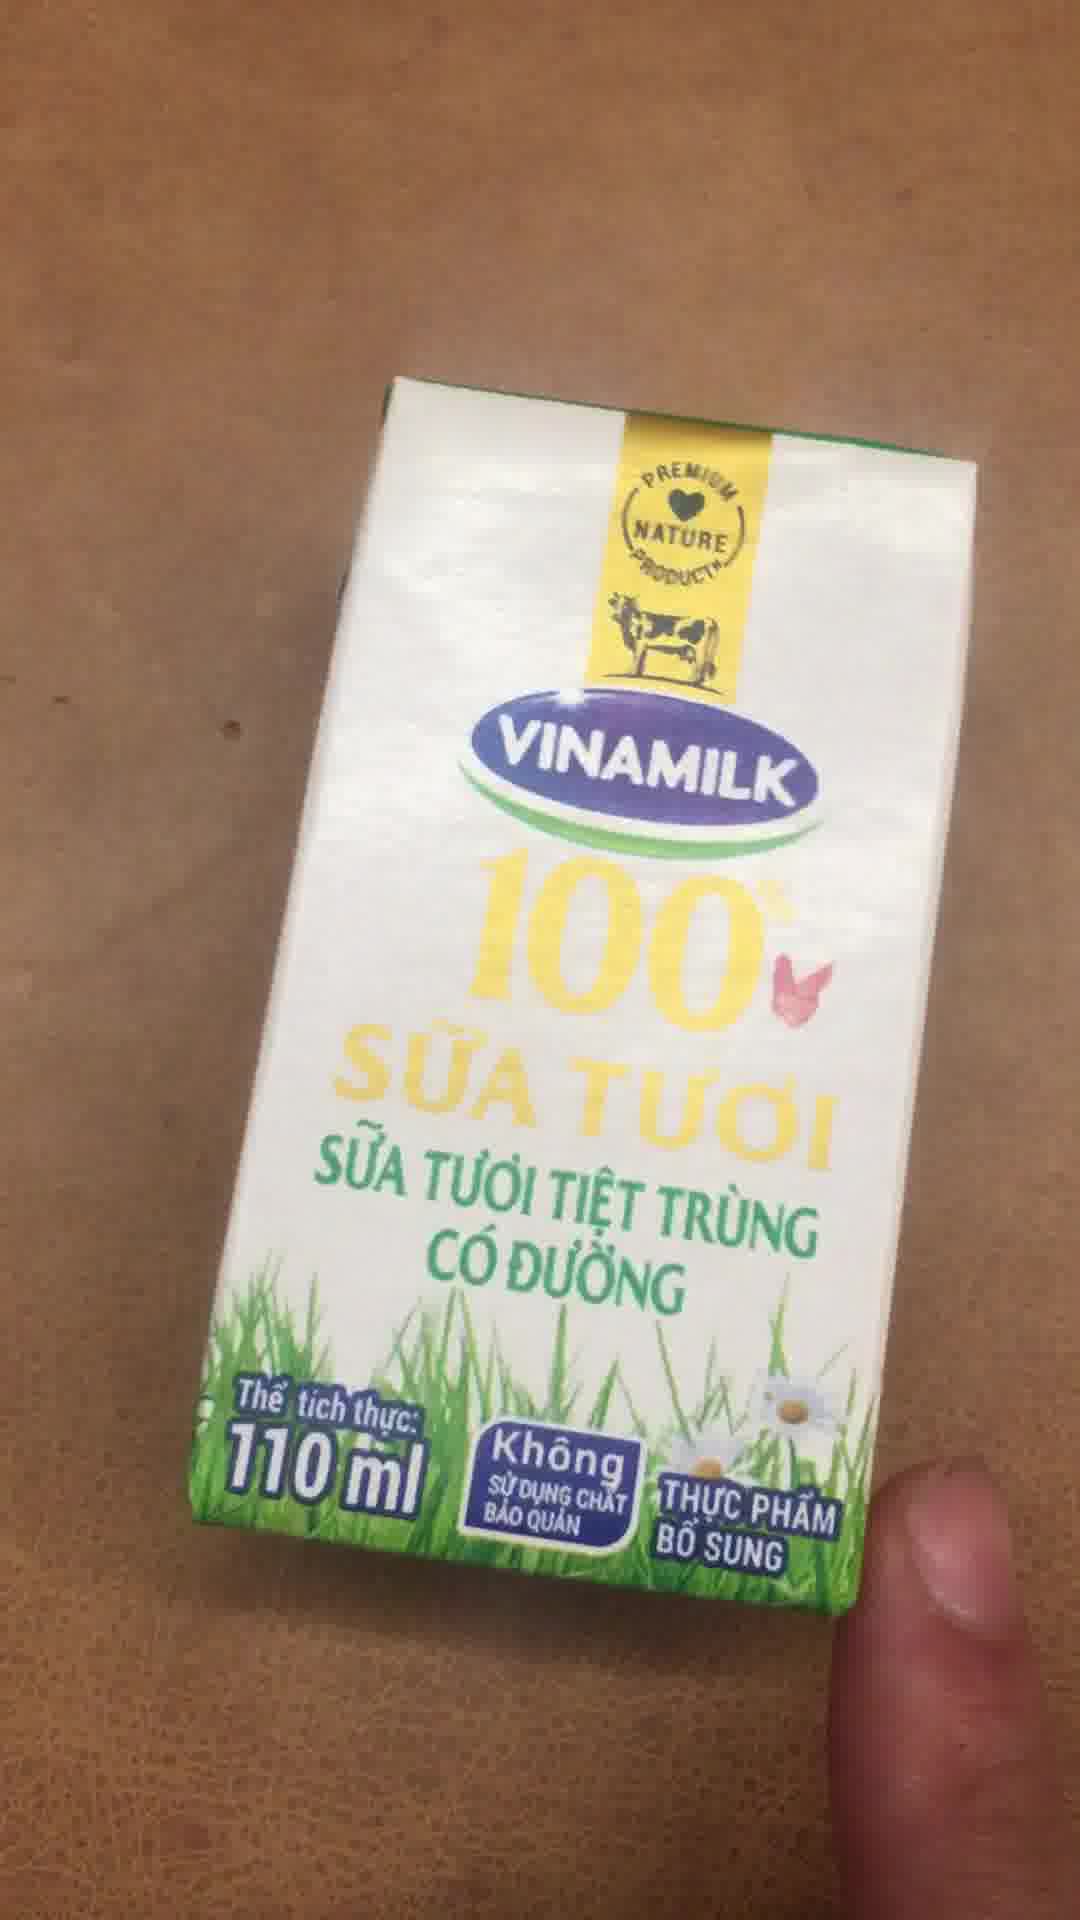 PREMIUM
NATURE
PRODUCT
VINAMILK
100%
SỮA TƯƠI
SỮA TƯƠI TIỆT TRÙNG
CÓ ĐƯỜNG
Thể tích thực:
110 ml
Không
SỬ DỤNG CHẤT
BẢO QUẢN
THỰC PHẨM
BỔ SUNG